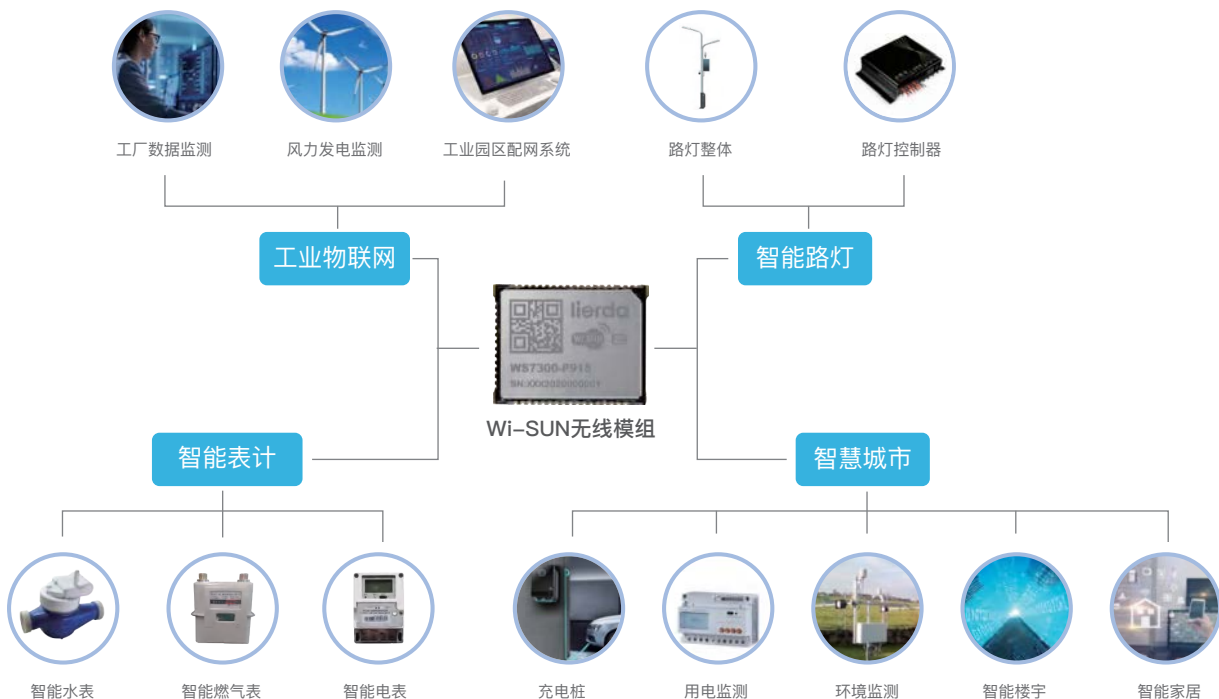 工厂数据监测
风力发电监测
工业园区配网系统
路灯整体
路灯控制器
工业物联网
智能路灯
lierda
WS7300-F915
Wi-SUN无线模组
智能表计
智慧城市
智能水表
智能燃气表
智能电表
充电桩
用电监测
环境监测
智能楼宇
智能家居